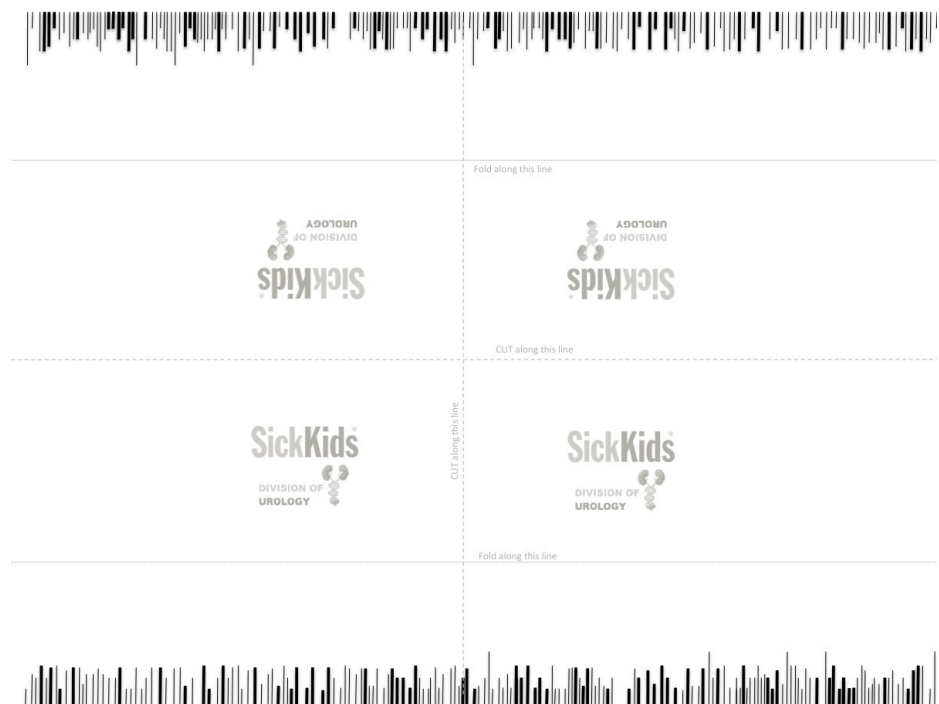 Fold along this line
UROLOGY
DIVISION OF
SickKids®
UROLOGY
DIVISION OF
SickKids®
CUT along this line
CUT along this line
SickKids®
DIVISION OF
UROLOGY
SickKids®
DIVISION OF
UROLOGY
Fold along this line